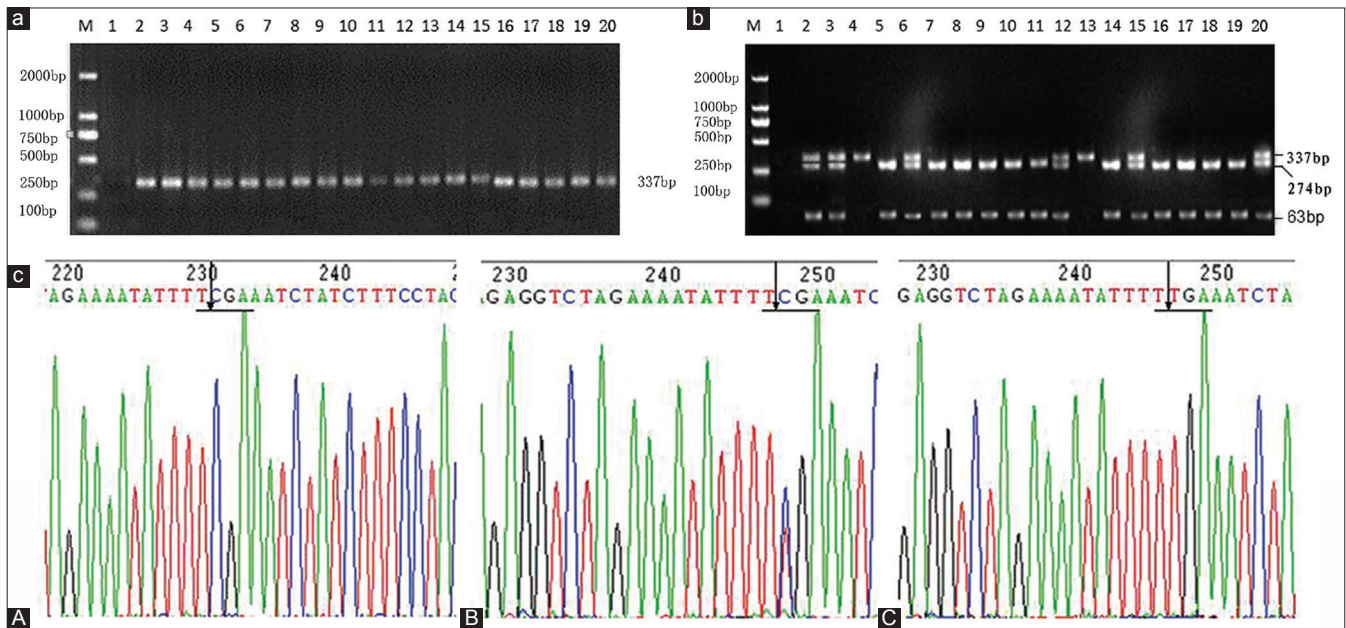 a
M 1 2 3 4 5 6 7 8 9 10 11 12 13 14 15 16 17 18 19 20
2000bp
1000bp
750bp
500bp
250bp
100bp
337bp
b
M 1 2 3 4 5 6 7 8 9 10 11 12 13 14 15 16 17 18 19 20
2000bp
1000bp
750bp
500bp
250bp
100bp
337bp
274bp
63bp
c
220 230 240
AGAAAATATTTTCGAAATCTATCTTTCCTAC
A
230 240 250
GAGGTCTAGAAAATATTTTCGAAATC
B
230 240 250
GAGGTCTAGAAAATATTTTTGAAATCTA
C